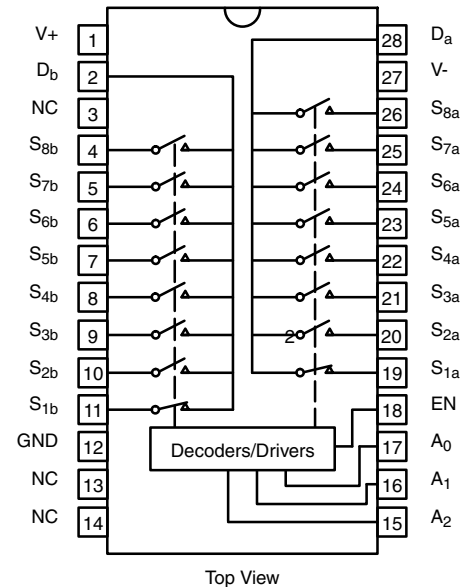 V+ 1 28 Da
Db 2 27 V-
NC 3 26 S8a
S8b 4 25 S7a
S7b 5 24 S6a
S6b 6 23 S5a
S5b 7 22 S4a
S4b 8 21 S3a
S3b 9 2 20 S2a
S2b 10 19 S1a
S1b 11 18 EN
GND 12 Decoders/Drivers 17 A0
NC 13 16 A1
NC 14 15 A2
Top View